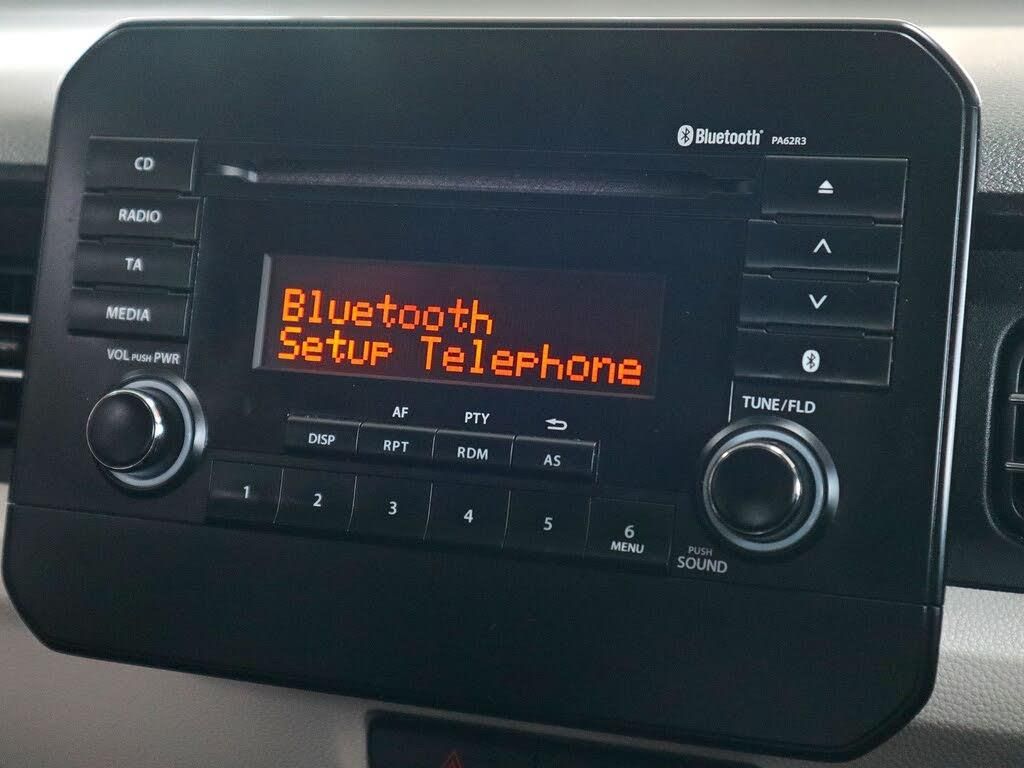 Bluetooth PA62R3
CD
RADIO
TA
MEDIA
VOL PUSH PWR
Bluetooth
Setup Telephone
TUNE/FLD
AF PTY
DISP RPT RDM AS
1 2 3 4 5 6
MENU
PUSH
SOUND